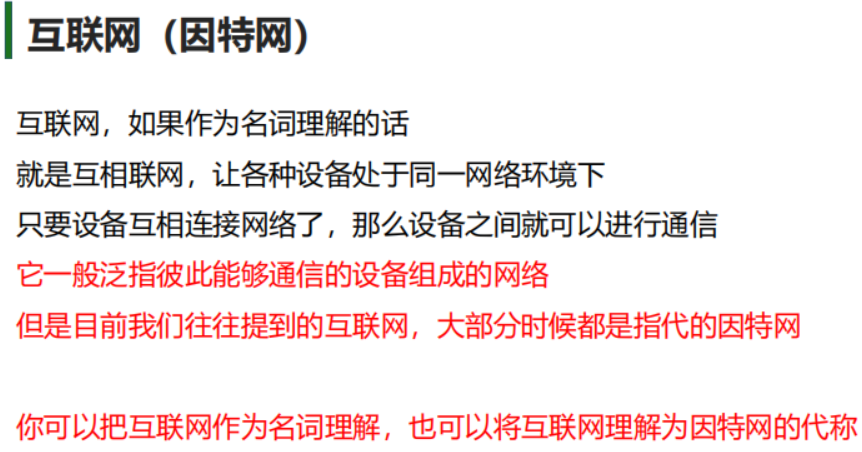 互联网（因特网）
互联网，如果作为名词理解的话
就是互相联网，让各种设备处于同一网络环境下
只要设备互相连接网络了，那么设备之间就可以进行通信
它一般泛指彼此能够通信的设备组成的网络
但是目前我们往往提到的互联网，大部分时候都是指代的因特网
你可以把互联网作为名词理解，也可以将互联网理解为因特网的代称